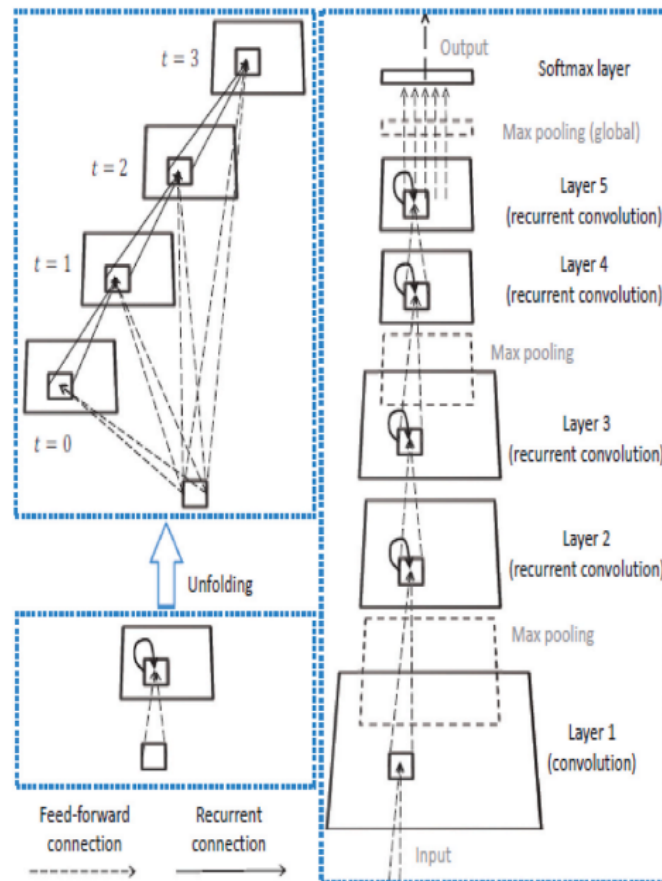 t = 3
t = 2
t = 1
t = 0
Unfolding
Feed-forward
connection
Recurrent
connection
Output
Softmax layer
Max pooling (global)
Layer 5
(recurrent convolution)
Layer 4
(recurrent convolution)
Max pooling
Layer 3
(recurrent convolution)
Layer 2
(recurrent convolution)
Max pooling
Layer 1
(convolution)
Input